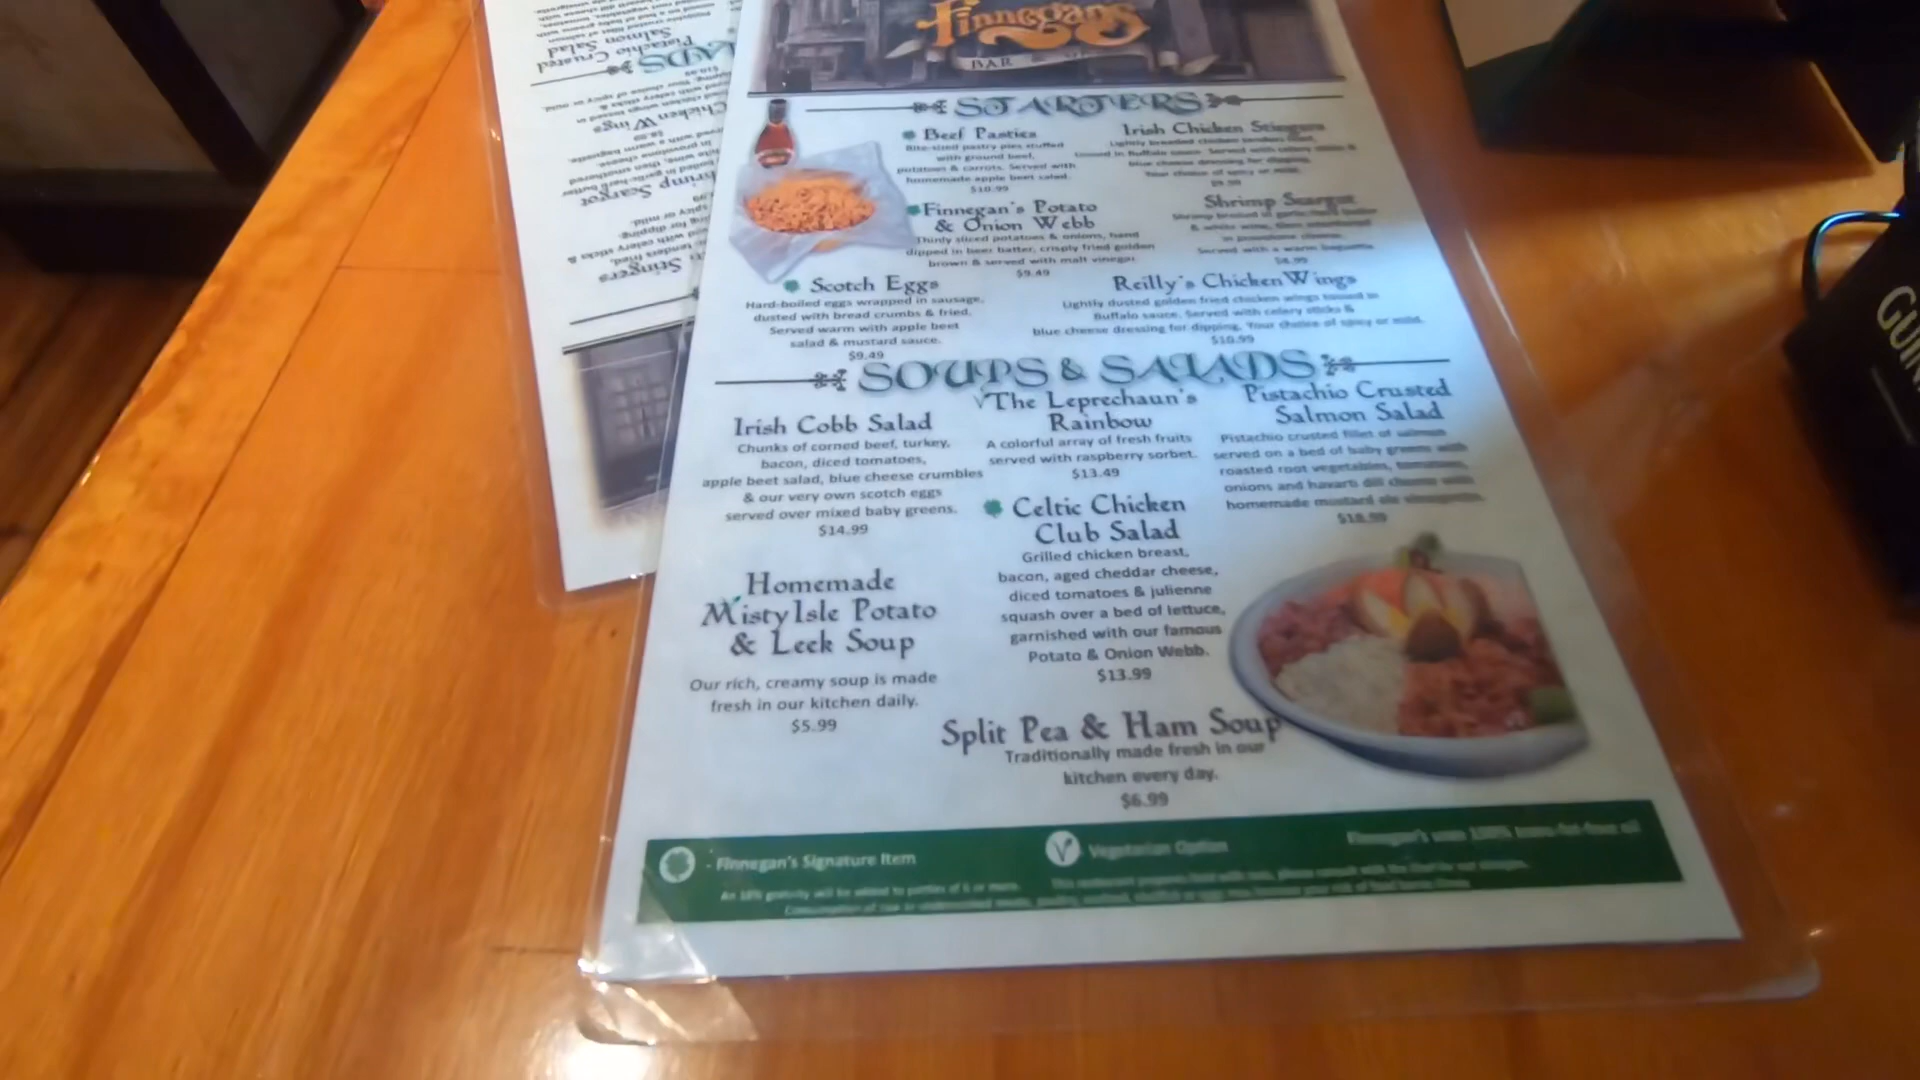 Finnegans
BAR &
STARTERS
Beef Pasties
Bite-sized pastry pies stuffed
with ground beef,
potatoes & carrots. Served with
homemade apple beet salad.
$10.99
Irish Chicken Stingers
Lightly breaded chicken tenders fried,
tossed in Buffalo sauce. Served with celery sticks &
blue cheese dressing for dipping.
Your choice of spicy or mild.
$9.99
Finnegan's Potato
& Onion Webb
Thinly sliced potatoes & onions, hand
dipped in beer batter, crisply fried golden
brown & served with malt vinegar.
$9.49
Shrimp Scargot
Shrimp broiled in garlic-herb butter
& white wine, then smothered
in provolone cheese.
Served with a warm baguette.
$8.99
Scotch Eggs
Hard-boiled eggs wrapped in sausage,
dusted with bread crumbs & fried.
Served warm with apple beet
salad & mustard sauce.
$9.49
Reilly's Chicken Wings
Lightly dusted golden fried chicken wings tossed in
Buffalo sauce. Served with celery sticks &
blue cheese dressing for dipping. Your choice of spicy or mild.
$10.99
SOUPS & SALADS
Irish Cobb Salad
Chunks of corned beef, turkey,
bacon, diced tomatoes,
apple beet salad, blue cheese crumbles
& our very own scotch eggs
served over mixed baby greens.
$14.99
The Leprechaun's
Rainbow
A colorful array of fresh fruits
served with raspberry sorbet.
$13.49
Pistachio Crusted
Salmon Salad
Pistachio crusted fillet of salmon
served on a bed of baby greens with
roasted root vegetables, tomatoes,
onions and havarti dill cheese with
homemade mustard ale vinaigrette.
$18.99
Celtic Chicken
Club Salad
Grilled chicken breast,
bacon, aged cheddar cheese,
diced tomatoes & julienne
squash over a bed of lettuce,
garnished with our famous
Potato & Onion Webb.
$13.99
Homemade
Misty Isle Potato
& Leek Soup
Our rich, creamy soup is made
fresh in our kitchen daily.
$5.99
Split Pea & Ham Soup
Traditionally made fresh in our
kitchen every day.
$6.99
- Finnegan's Signature Item
V Vegetarian Option
Finnegan's uses 100% trans-fat-free oil
An 18% gratuity will be added to parties of 6 or more.
SALADS
Pistachio Crusted
Salmon Salad
Chicken Wings
Shrimp Scargot
Stingers
GUIN